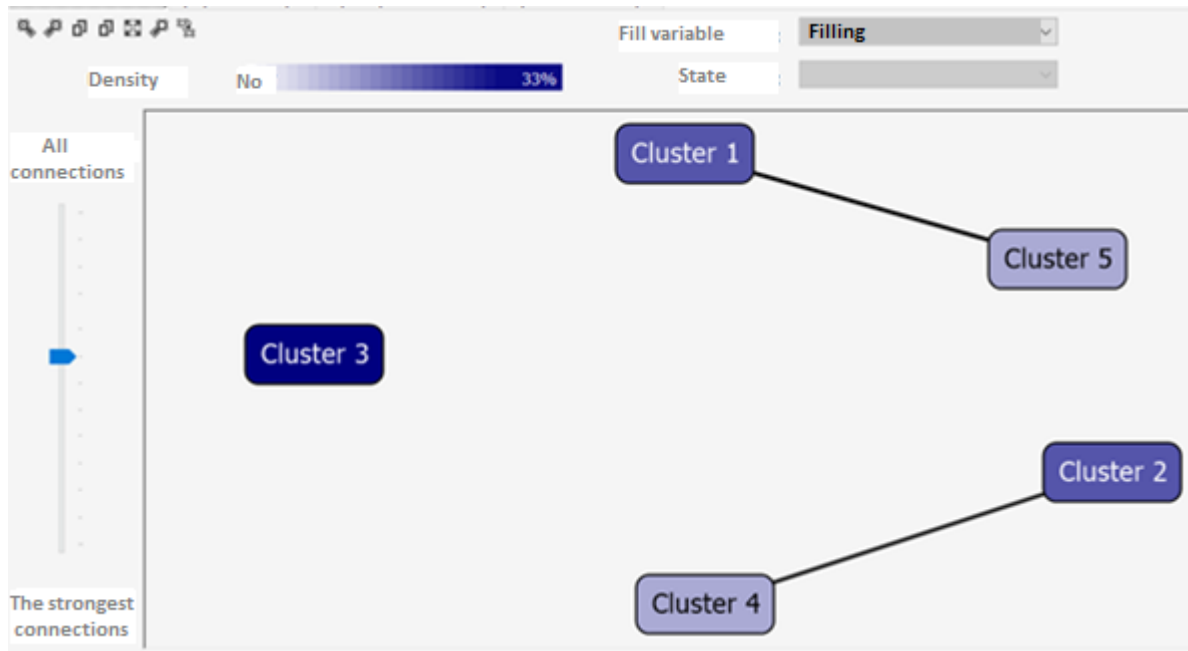 Fill variable : Filling
Density No 33% State :
All
connections
Cluster 1
Cluster 5
Cluster 3
Cluster 2
Cluster 4
The strongest
connections